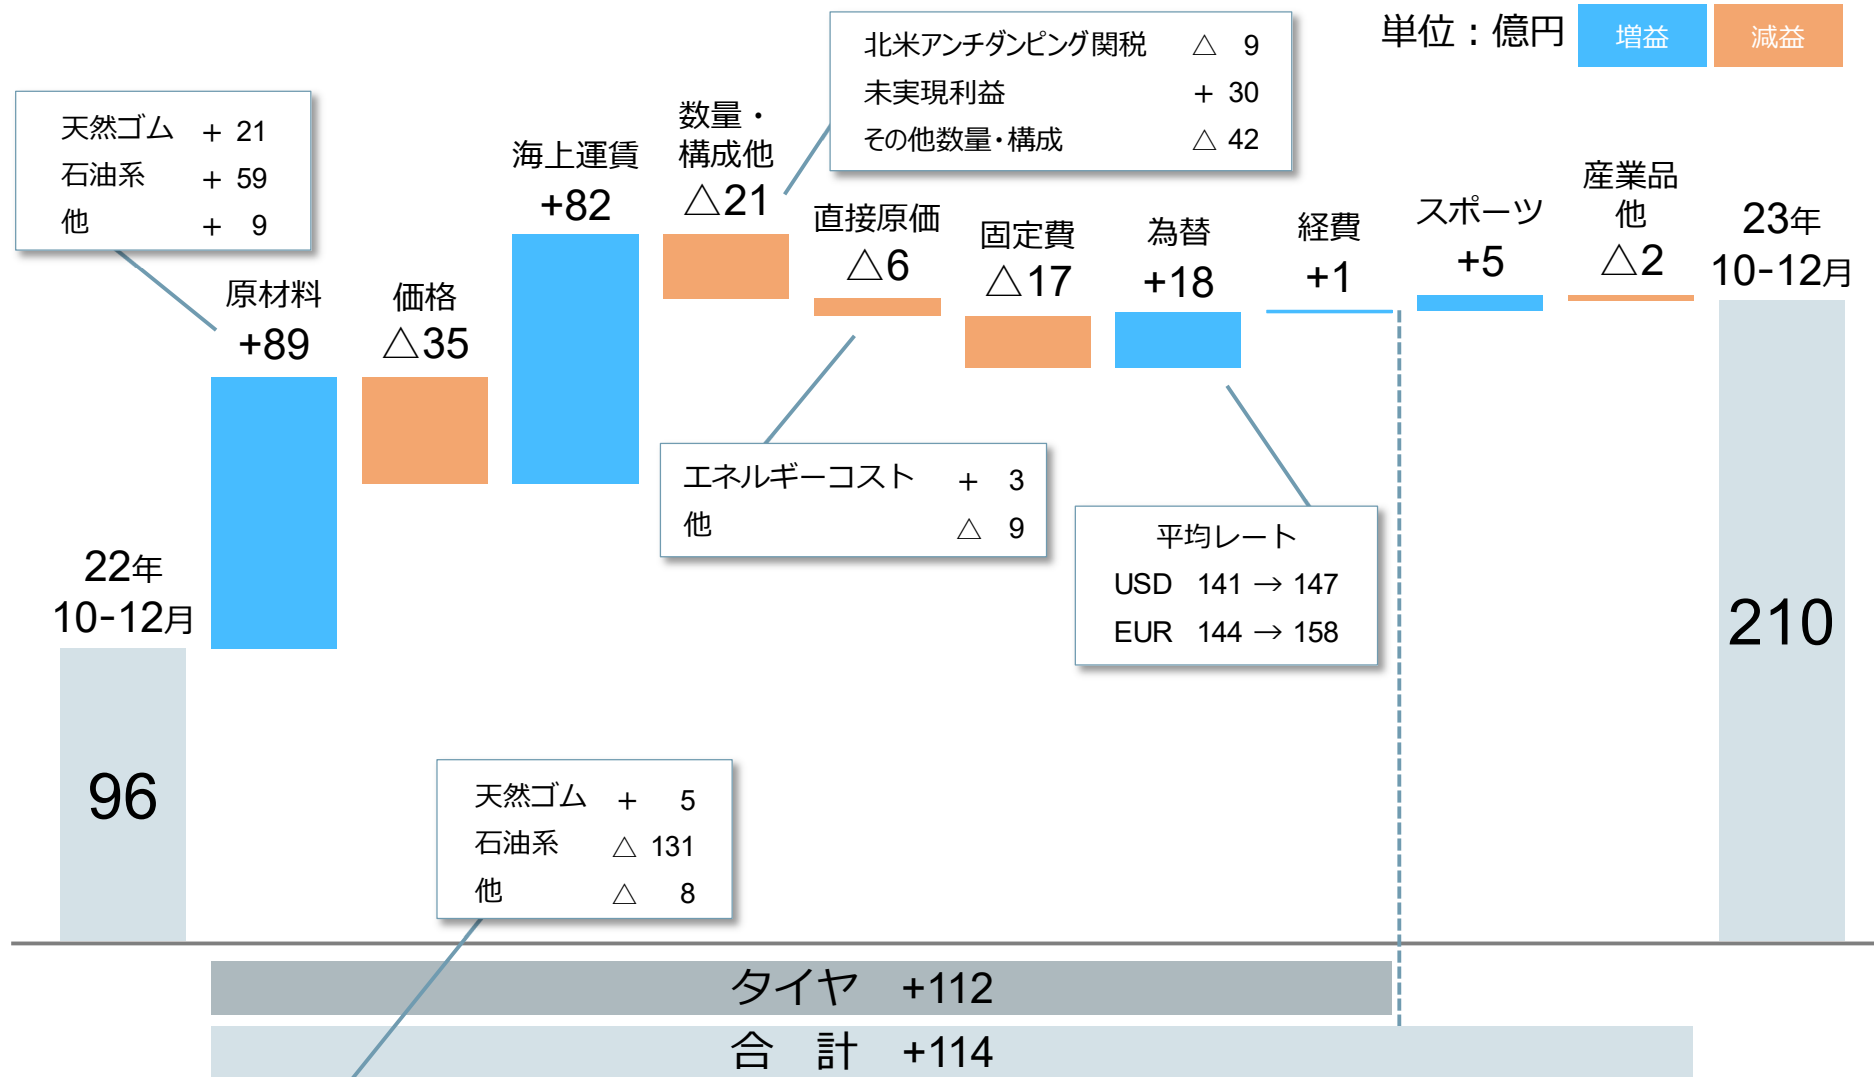 単位：億円
増益
減益
北米アンチダンピング関税 △ 9
未実現利益 + 30
その他数量・構成 △ 42
天然ゴム + 21
石油系 + 59
他 + 9
原材料
+89
価格
△35
海上運賃
+82
数量・
構成他
△21
直接原価
△6
固定費
△17
為替
+18
経費
+1
スポーツ
+5
産業品
他
△2
23年
10-12月
210
エネルギーコスト + 3
他 △ 9
平均レート
USD 141 → 147
EUR 144 → 158
22年
10-12月
96
天然ゴム + 5
石油系 △ 131
他 △ 8
タイヤ +112
合 計 +114